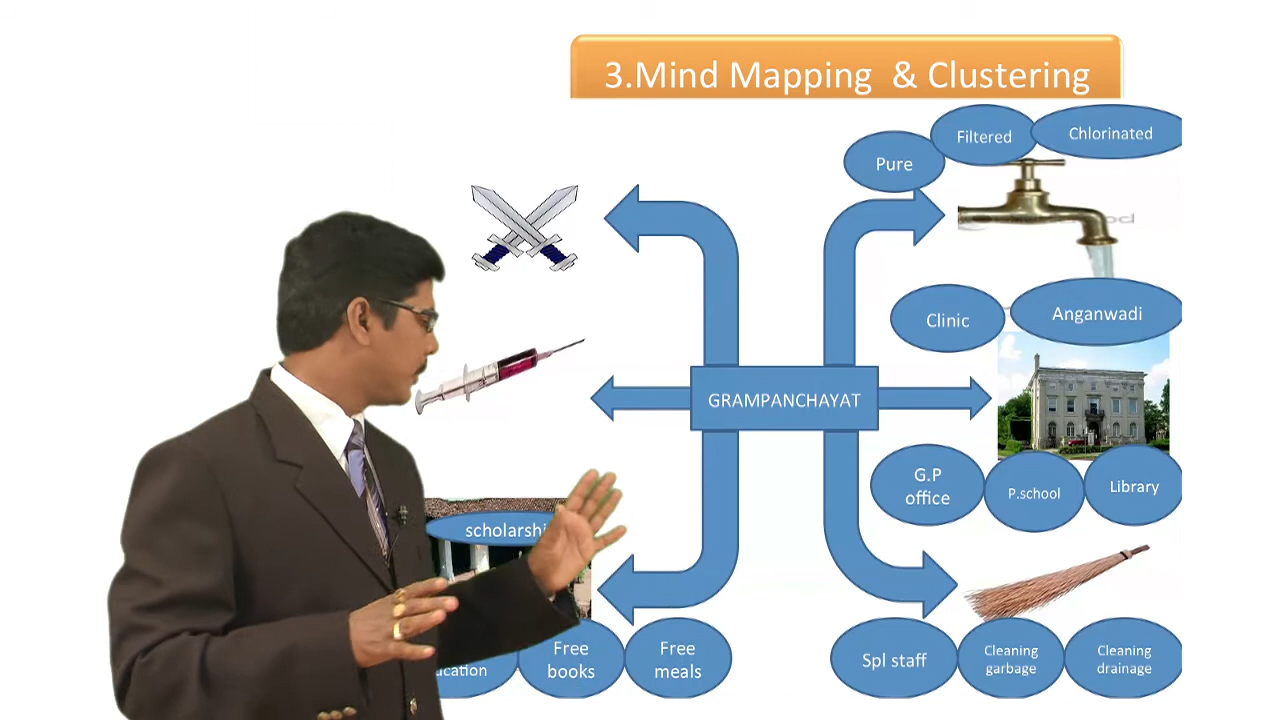 3.Mind Mapping & Clustering
Pure
Filtered
Chlorinated
Clinic
Anganwadi
GRAMPANCHAYAT
G.P
office
P.school
Library
Free
books
Free
meals
Spl staff
Cleaning
garbage
Cleaning
drainage